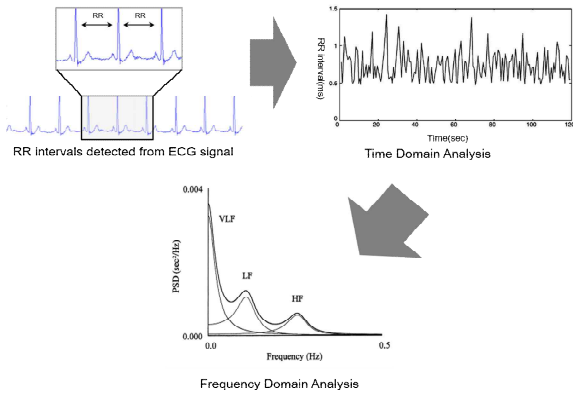 RR RR
RR intervals detected from ECG signal
1.5
1.0
0.5
0
RR interval(ms)
0 20 40 60 80 100 120
Time(sec)
Time Domain Analysis
0.004
VLF
LF
HF
PSD (sec²/Hz)
0.000
0.0 0.5
Frequency (Hz)
Frequency Domain Analysis